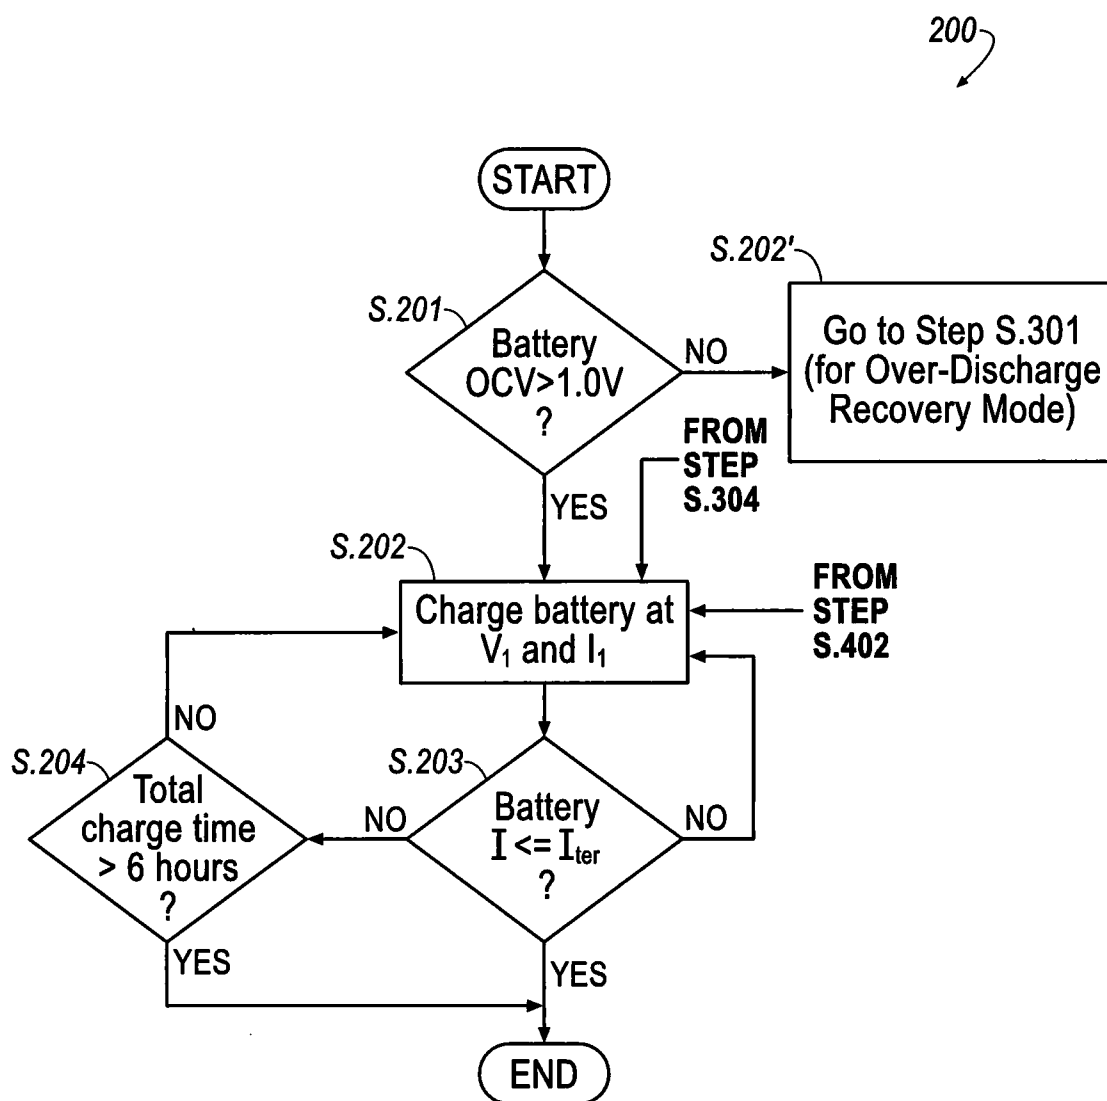 200
START
S.202'
S.201
Battery
OCV>1.0V
?
NO
Go to Step S.301
(for Over-Discharge
Recovery Mode)
FROM
STEP
S.304
YES
S.202
Charge battery at
V₁ and I₁
FROM
STEP
S.402
NO
S.204
Total
charge time
> 6 hours
?
NO
S.203
Battery
I <= Iter
?
NO
YES
YES
END